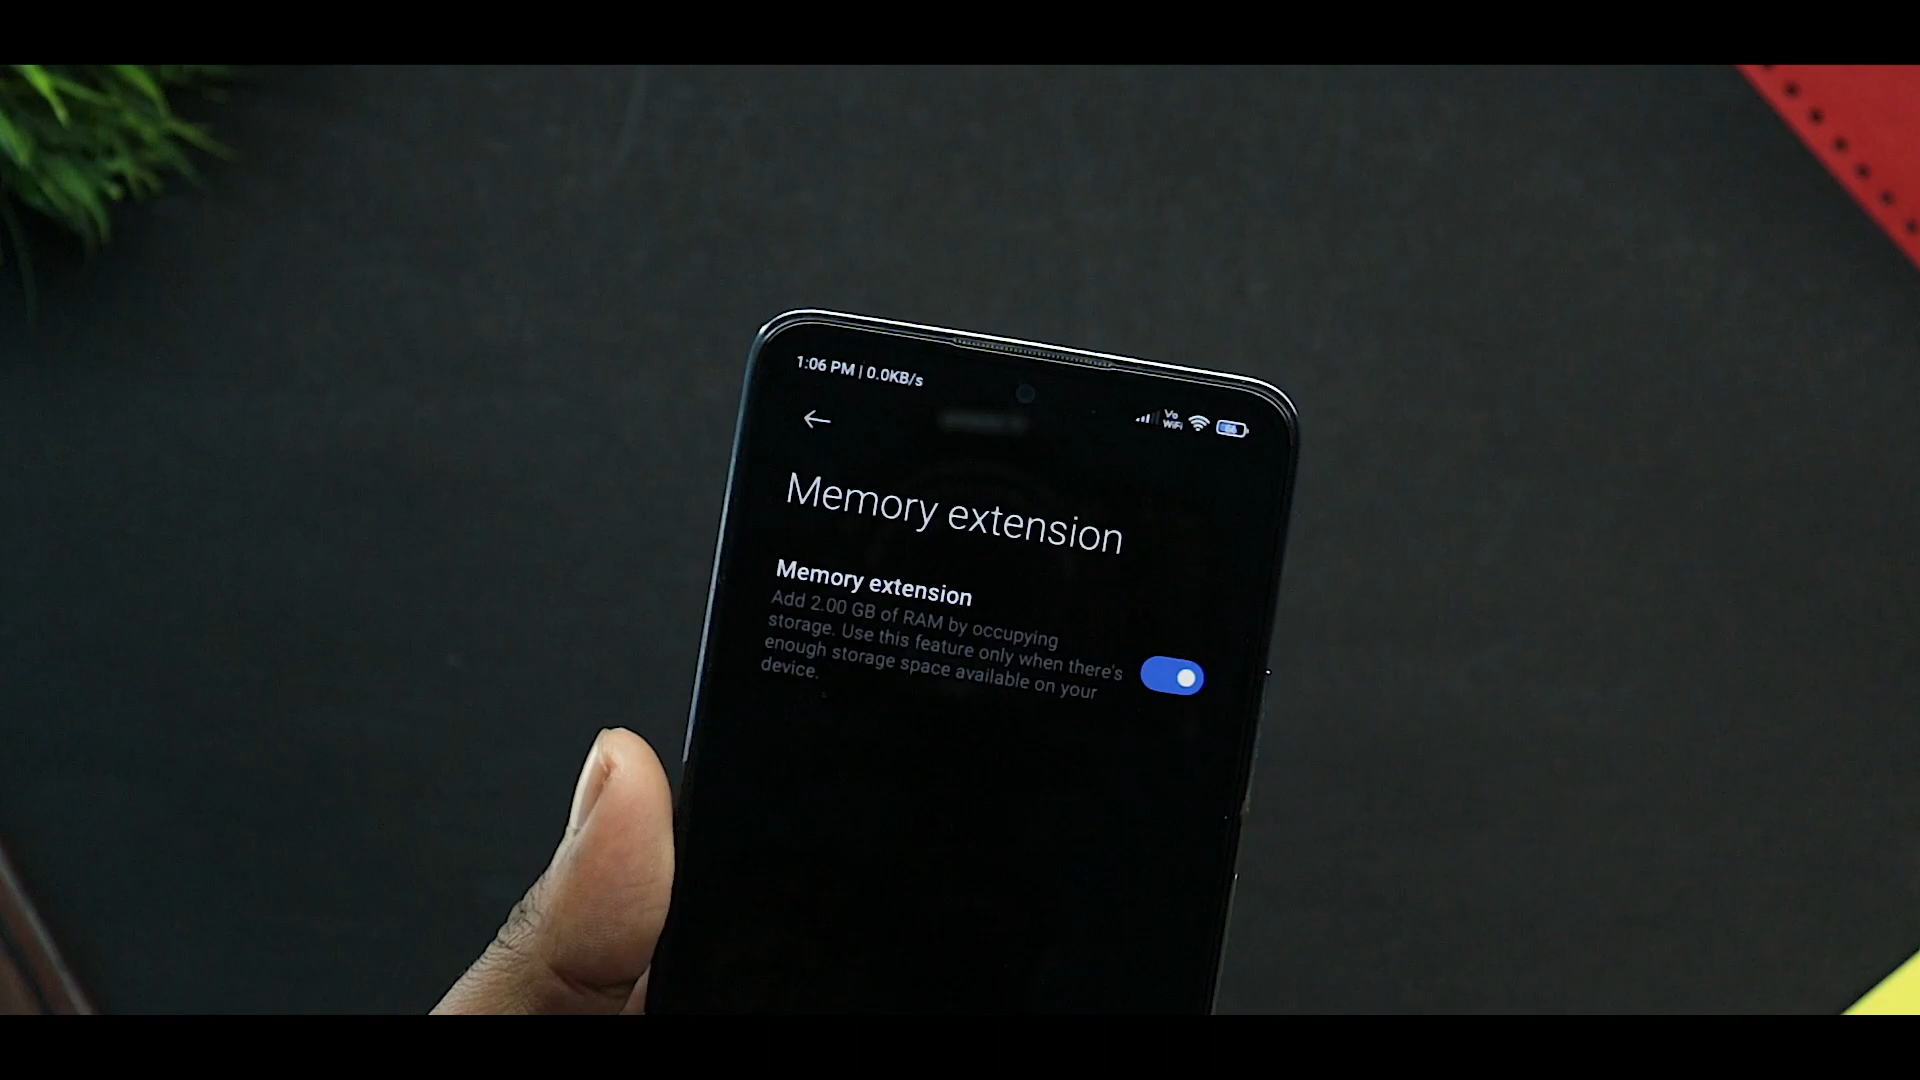 1:06 PM | 0.0KB/s
Vo
WiFi
Memory extension
Memory extension
Add 2.00 GB of RAM by occupying
storage. Use this feature only when there's
enough storage space available on your
device.